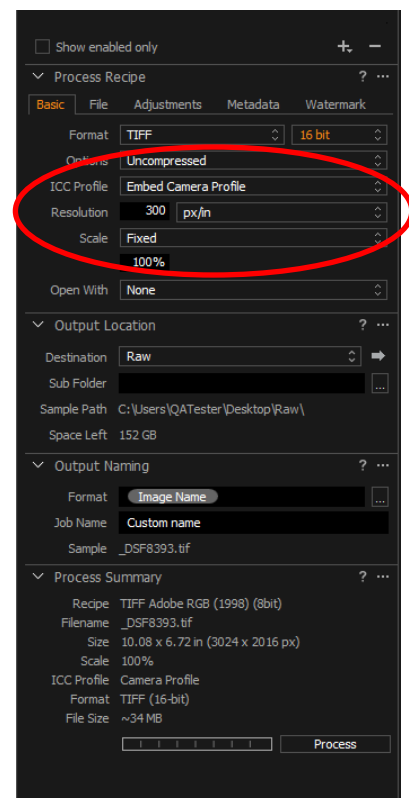 Show enabled only
Process Recipe ?
Basic File Adjustments Metadata Watermark
Format TIFF 16 bit
Options Uncompressed
ICC Profile Embed Camera Profile
Resolution 300 px/in
Scale Fixed
100%
Open With None
Output Location ?
Destination Raw
Sub Folder ...
Sample Path C:\Users\QATester\Desktop\Raw\
Space Left 152 GB
Output Naming ?
Format Image Name ...
Job Name Custom name
Sample _DSF8393.tif
Process Summary ?
Recipe TIFF Adobe RGB (1998) (8bit)
Filename _DSF8393.tif
Size 10.08 x 6.72 in (3024 x 2016 px)
Scale 100%
ICC Profile Camera Profile
Format TIFF (16-bit)
File Size ~34 MB
Process